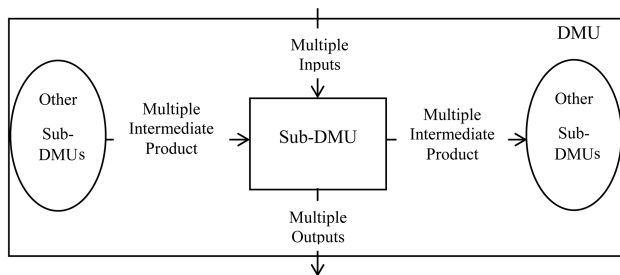 DMU
Multiple
Inputs
Other
Sub-
DMUs
Multiple
Intermediate
Product
Sub-DMU
Multiple
Intermediate
Product
Other
Sub-
DMUs
Multiple
Outputs